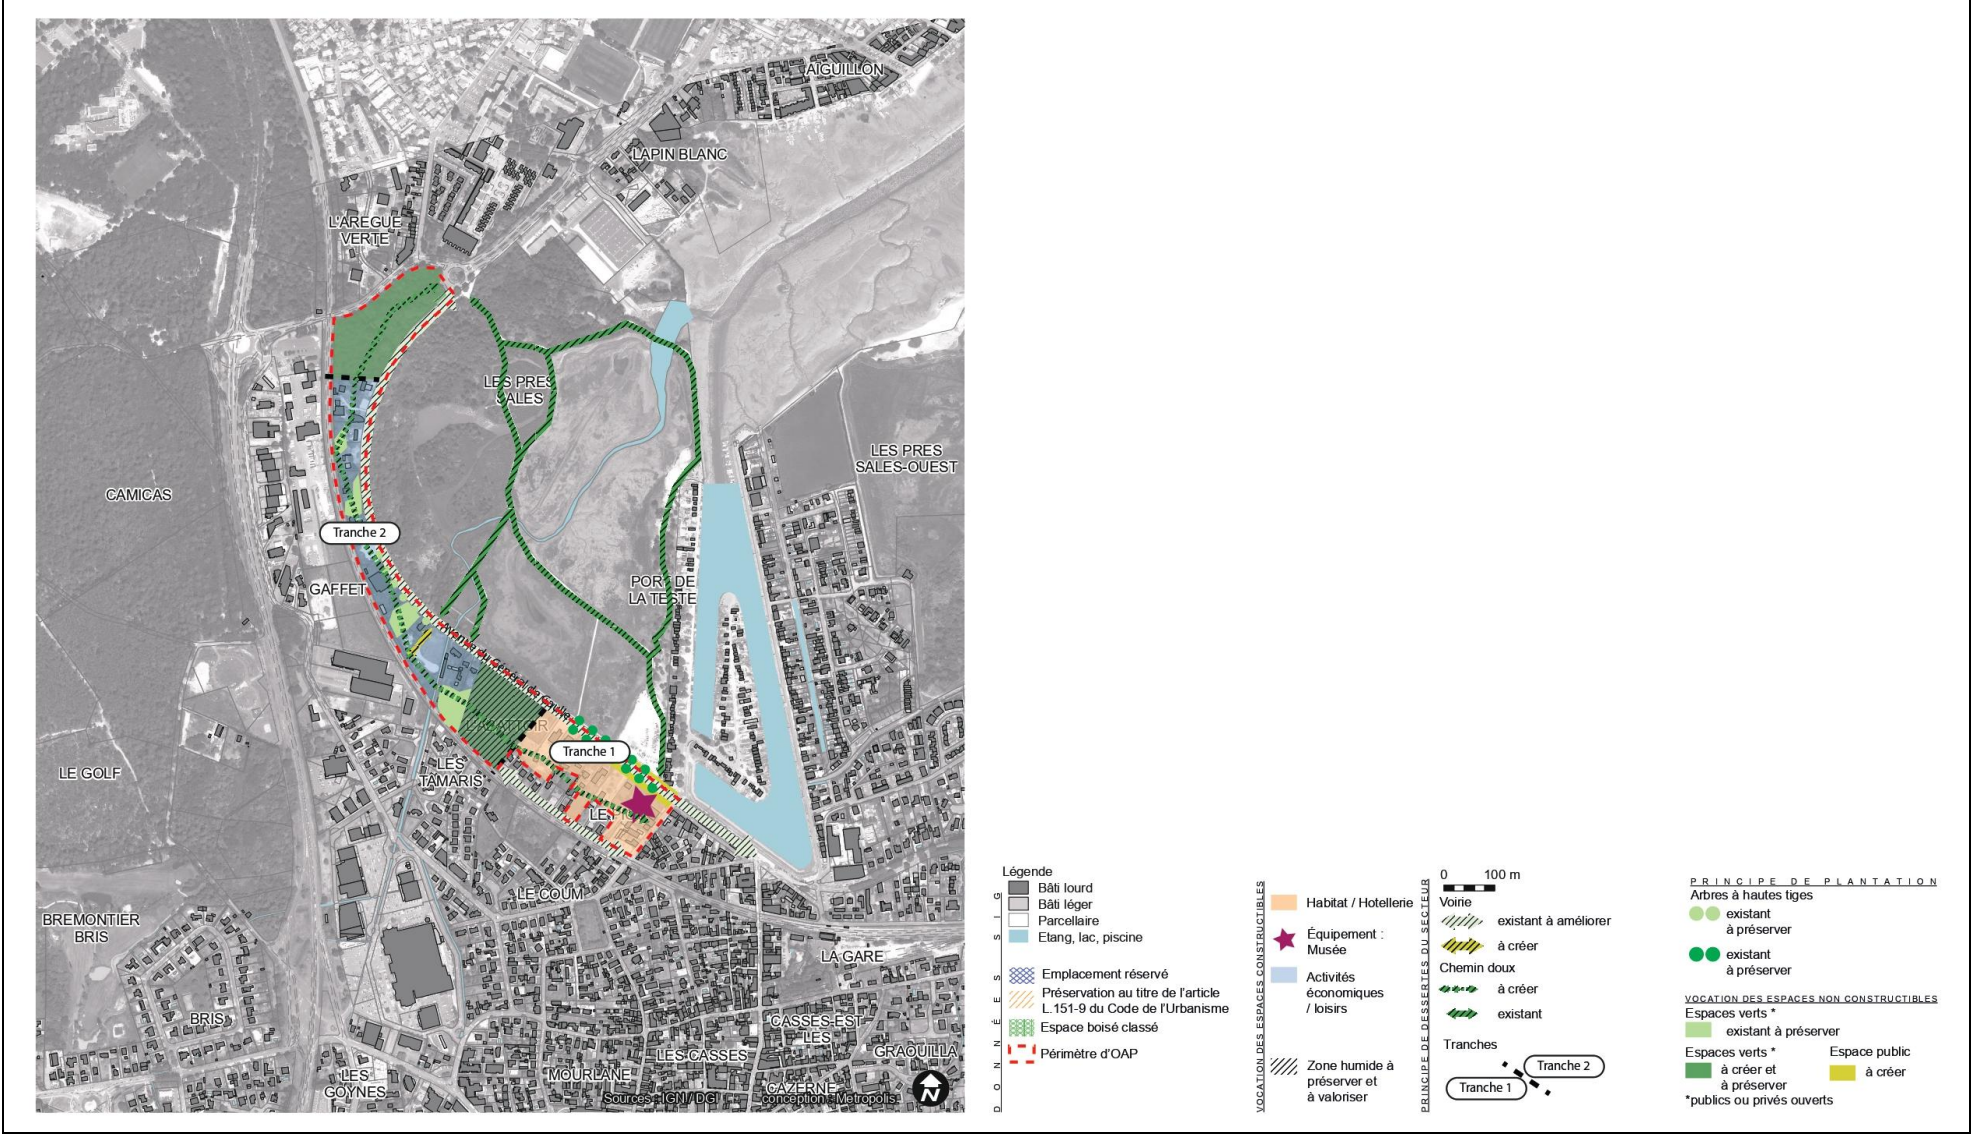 AIGUILLON
LAPIN BLANC
L'AREGUE
VERTE
LES PRES
SALES
LES PRES
SALES-OUEST
CAMICAS
Tranche 2
GAFFET
PORT DE
LA TESTE
Avenue du Général de Gaulle
Tranche 1
LES
TAMARIS
LE GOLF
LE COUM
BREMONTIER
BRIS
LA GARE
BRIS
CASSES-EST
LES
LES CASSES
GRAOUILLA
MOURLANE
LES
GOYNES
CAZERNE
Sources : IGN / DGI
conception : Metropolis
N
Légende
DONNÉES SIG
Bâti lourd
Bâti léger
Parcellaire
Etang, lac, piscine
Emplacement réservé
Préservation au titre de l'article
L.151-9 du Code de l'Urbanisme
Espace boisé classé
Périmètre d'OAP
VOCATION DES ESPACES CONSTRUCTIBLES
Habitat / Hotellerie
Équipement :
Musée
Activités
économiques
/ loisirs
Zone humide à
préserver et
à valoriser
PRINCIPE DE DESSERTES DU SECTEUR
0 100 m
Voirie
existant à améliorer
à créer
Chemin doux
à créer
existant
Tranches
Tranche 2
Tranche 1
PRINCIPE DE PLANTATION
Arbres à hautes tiges
existant
à préserver
existant
à préserver
VOCATION DES ESPACES NON CONSTRUCTIBLES
Espaces verts *
existant à préserver
Espaces verts *
à créer et
à préserver
Espace public
à créer
*publics ou privés ouverts